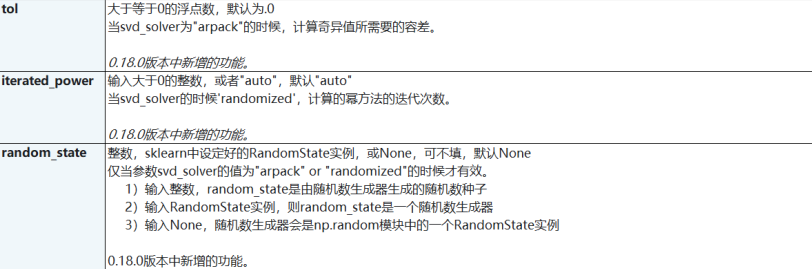 tol
大于等于0的浮点数，默认为.0
当svd_solver为"arpack"的时候，计算奇异值所需要的容差。
0.18.0版本中新增的功能。
iterated_power
输入大于0的整数，或者"auto"，默认"auto"
当svd_solver的时候'randomized'，计算的幂方法的迭代次数。
0.18.0版本中新增的功能。
random_state
整数，sklearn中设定好的RandomState实例，或None，可不填，默认None
仅当参数svd_solver的值为"arpack" or "randomized"的时候才有效。
1）输入整数，random_state是由随机数生成器生成的随机数种子
2）输入RandomState实例，则random_state是一个随机数生成器
3）输入None，随机数生成器会是np.random模块中的一个RandomState实例
0.18.0版本中新增的功能。